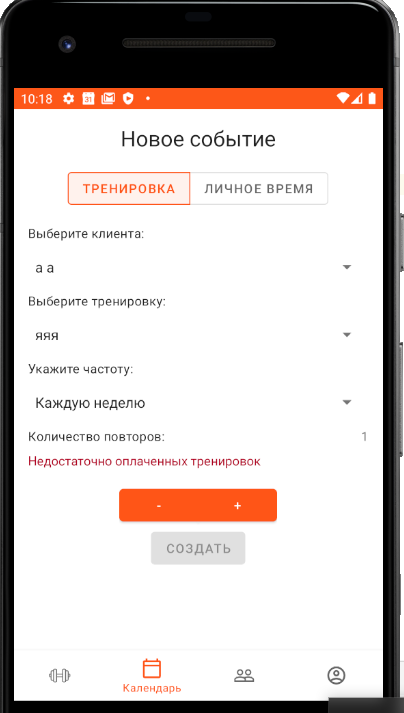 10:18
31
Новое событие
ТРЕНИРОВКА ЛИЧНОЕ ВРЕМЯ
Выберите клиента:
а а
Выберите тренировку:
яяя
Укажите частоту:
Каждую неделю
Количество повторов: 1
Недостаточно оплаченных тренировок
- +
СОЗДАТЬ
Календарь